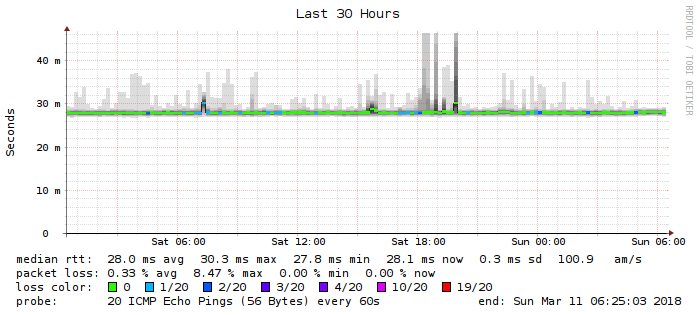 Last 30 Hours
RRDTOOL / TOBI OETIKER
Seconds
40 m
30 m
20 m
10 m
0
Sat 06:00 Sat 12:00 Sat 18:00 Sun 00:00 Sun 06:00
median rtt: 28.0 ms avg 30.3 ms max 27.8 ms min 28.1 ms now 0.3 ms sd 100.9 am/s
packet loss: 0.33 % avg 8.47 % max 0.00 % min 0.00 % now
loss color: 0 1/20 2/20 3/20 4/20 10/20 19/20
probe: 20 ICMP Echo Pings (56 Bytes) every 60s end: Sun Mar 11 06:25:03 2018